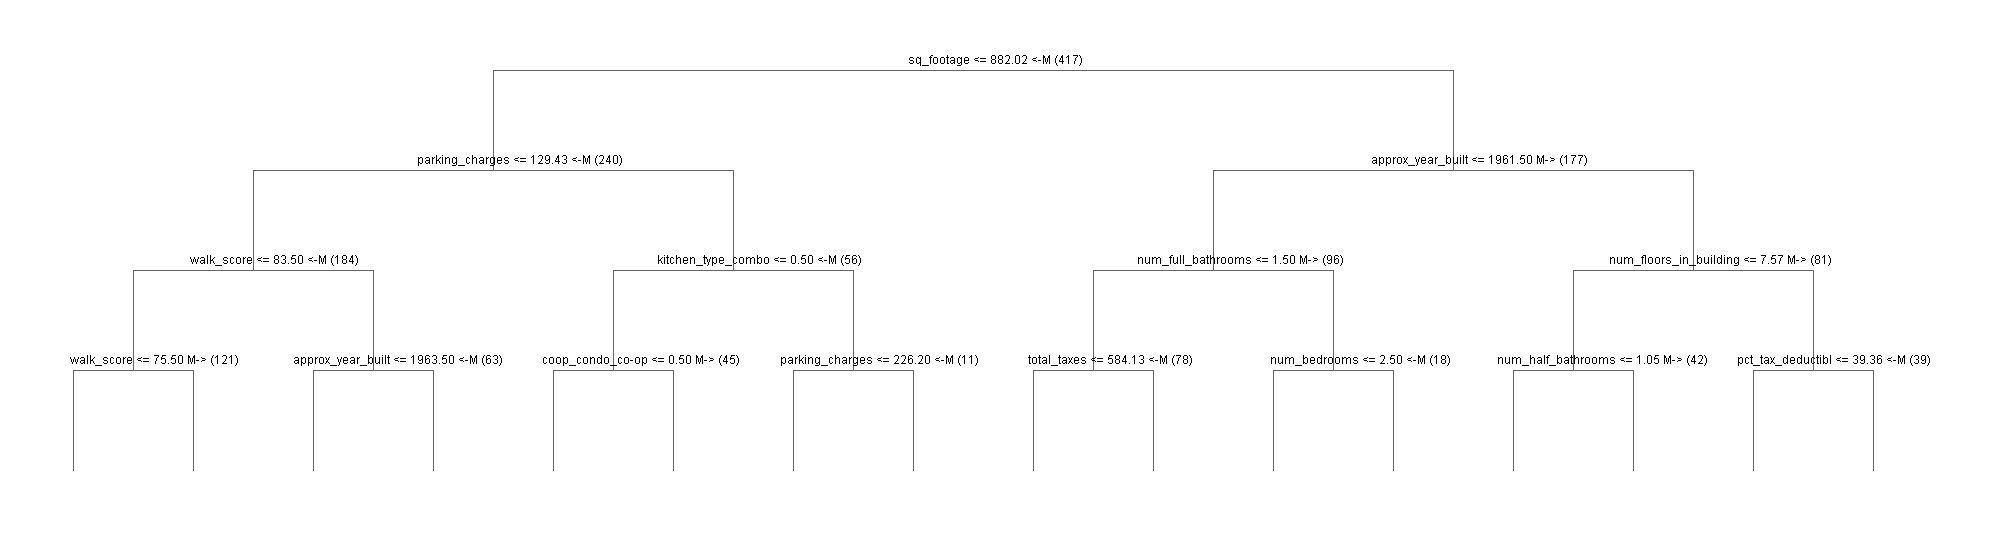 sq_footage <= 882.02 <-M (417)
parking_charges <= 129.43 <-M (240)
approx_year_built <= 1961.50 M-> (177)
walk_score <= 83.50 <-M (184)
kitchen_type_combo <= 0.50 <-M (56)
num_full_bathrooms <= 1.50 M-> (96)
num_floors_in_building <= 7.57 M-> (81)
walk_score <= 75.50 M-> (121)
approx_year_built <= 1963.50 <-M (63)
coop_condo_co-op <= 0.50 M-> (45)
parking_charges <= 226.20 <-M (11)
total_taxes <= 584.13 <-M (78)
num_bedrooms <= 2.50 <-M (18)
num_half_bathrooms <= 1.05 M-> (42)
pct_tax_deductibl <= 39.36 <-M (39)